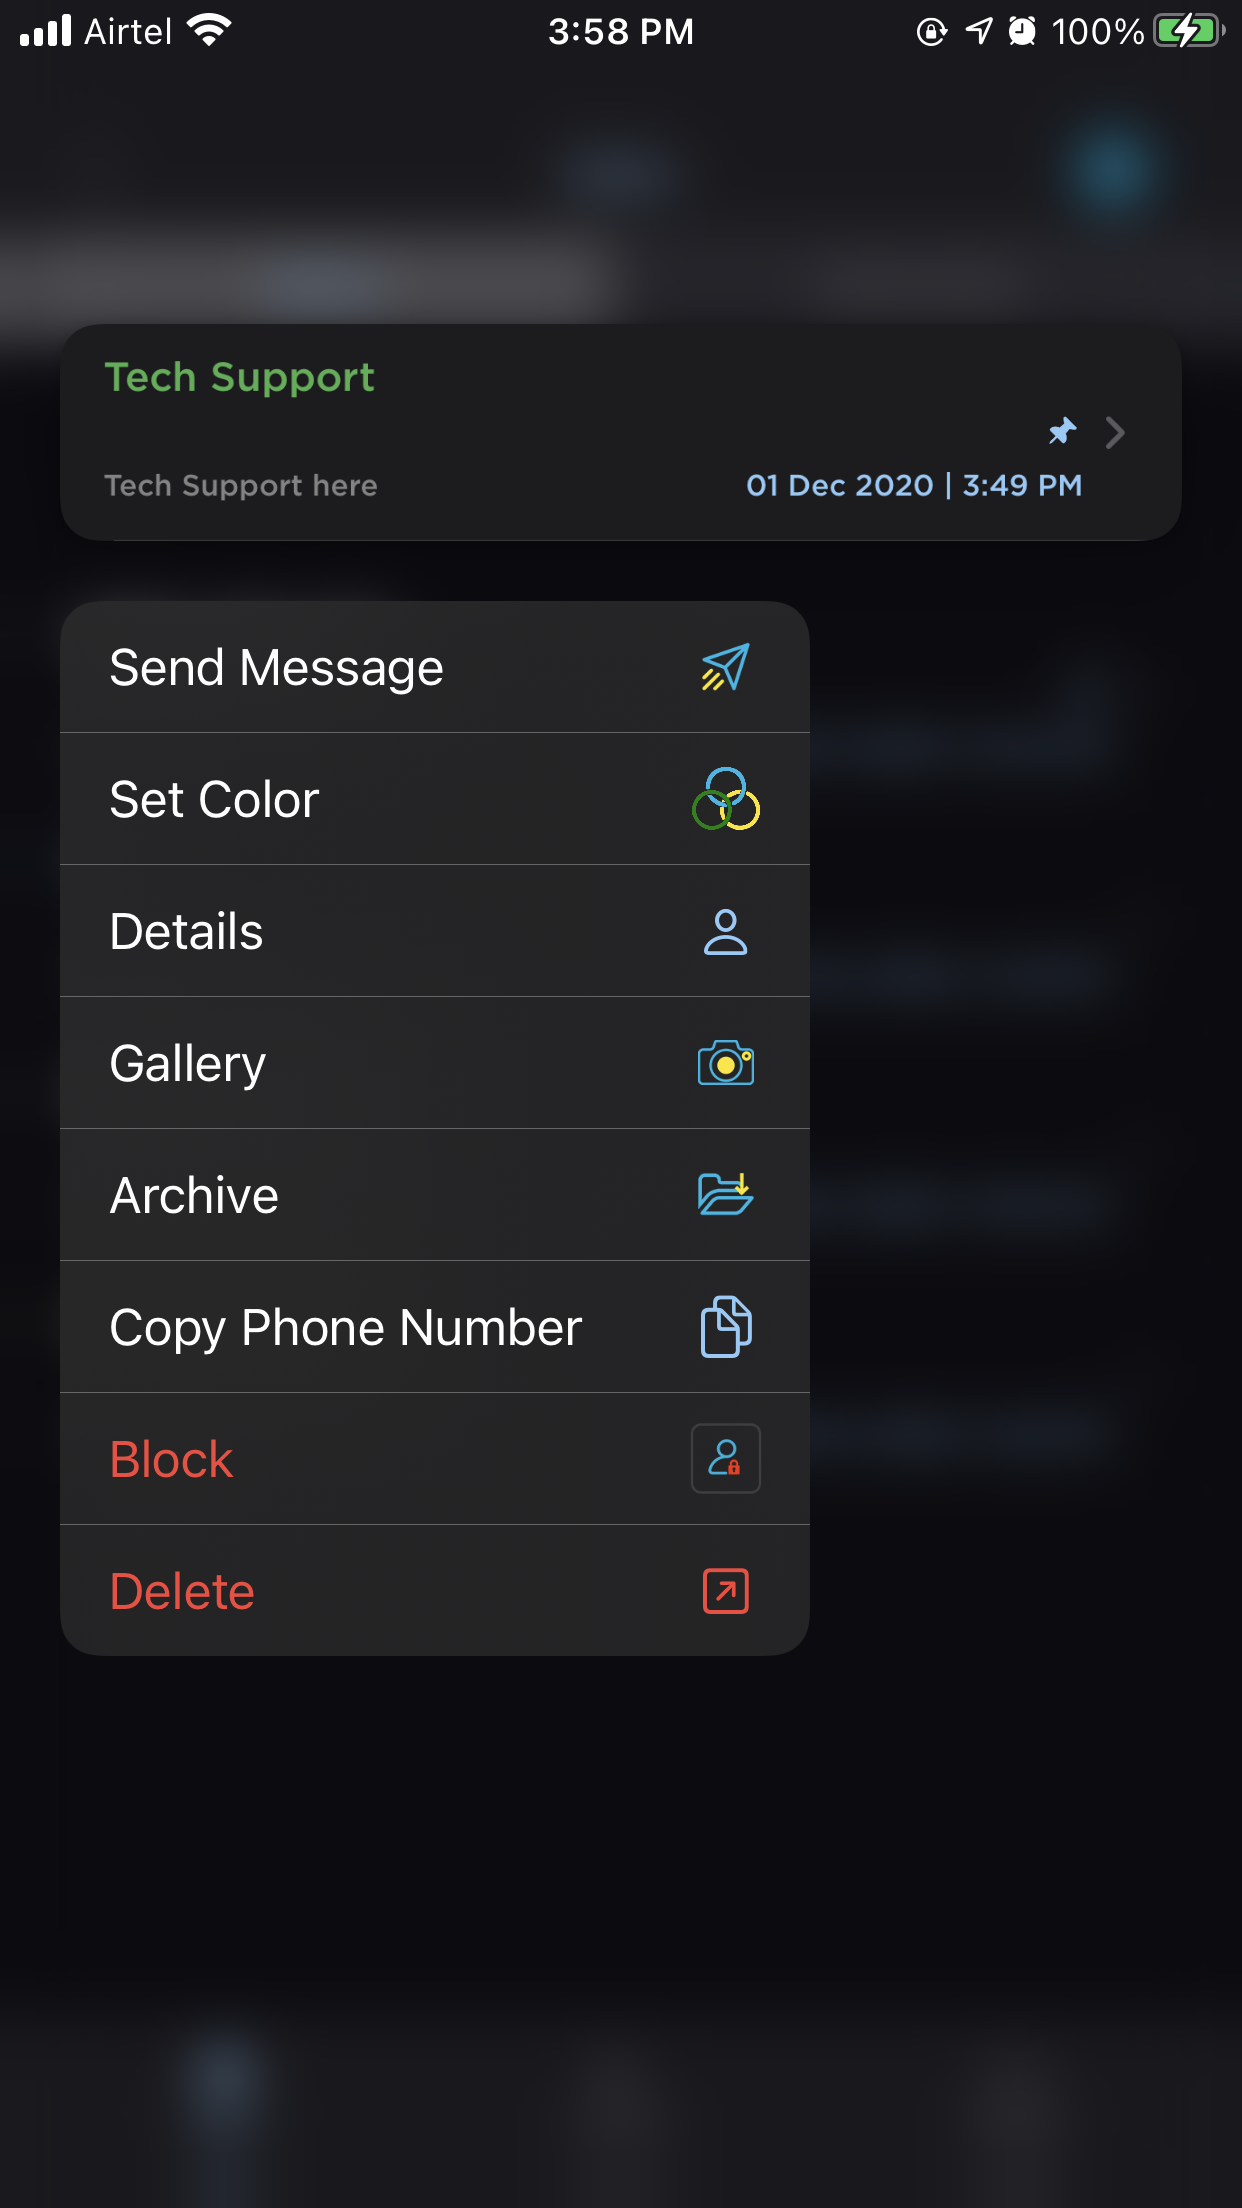 Airtel 3:58 PM 100%
Tech Support
Tech Support here 01 Dec 2020 | 3:49 PM
Send Message
Set Color
Details
Gallery
Archive
Copy Phone Number
Block
Delete